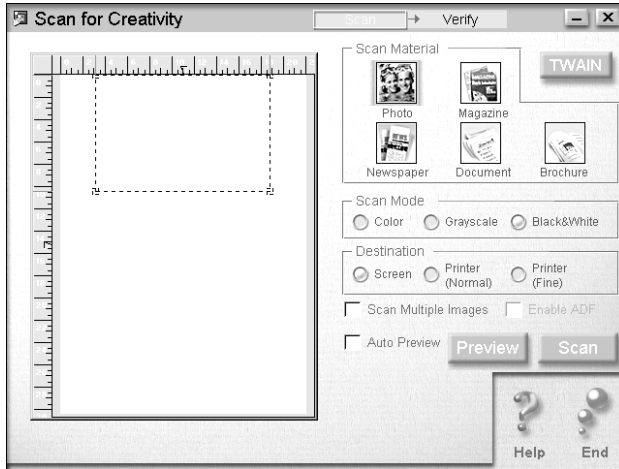 Scan for Creativity
Scan → Verify
Scan Material
TWAIN
Photo Magazine
Newspaper Document Brochure
Scan Mode
Color Grayscale Black&White
Destination
Screen Printer (Normal) Printer (Fine)
Scan Multiple Images Enable ADF
Auto Preview Preview Scan
Help End